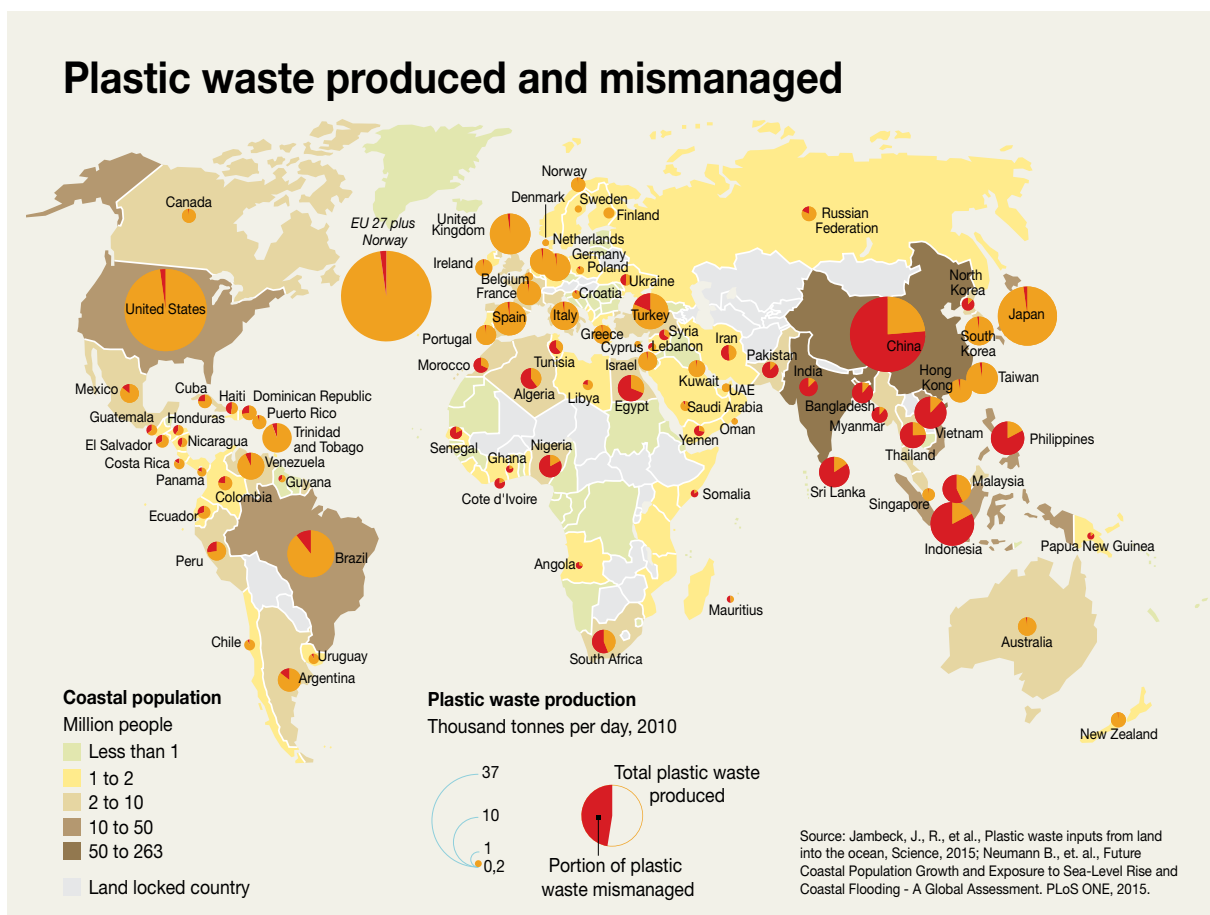 Plastic waste produced and mismanaged
Canada
United States
Mexico
Cuba
Haiti
Dominican Republic
Puerto Rico
Guatemala
Honduras
El Salvador
Nicaragua
Trinidad
and Tobago
Costa Rica
Venezuela
Panama
Guyana
Colombia
Ecuador
Peru
Brazil
Chile
Uruguay
Argentina
EU 27 plus
Norway
Norway
Denmark
Sweden
Finland
United
Kingdom
Netherlands
Germany
Ireland
Poland
Belgium
France
Croatia
Ukraine
Spain
Italy
Turkey
Portugal
Greece
Cyprus
Syria
Lebanon
Morocco
Tunisia
Israel
Iran
Algeria
Libya
Egypt
Kuwait
UAE
Saudi Arabia
Oman
Yemen
Senegal
Ghana
Nigeria
Cote d'Ivoire
Somalia
Angola
Mauritius
South Africa
Russian
Federation
North
Korea
Japan
South
Korea
China
Pakistan
India
Hong
Kong
Taiwan
Bangladesh
Myanmar
Vietnam
Thailand
Philippines
Sri Lanka
Malaysia
Singapore
Indonesia
Papua New Guinea
Australia
New Zealand
Coastal population
Million people
Less than 1
1 to 2
2 to 10
10 to 50
50 to 263
Land locked country
Plastic waste production
Thousand tonnes per day, 2010
37
10
1
0,2
Total plastic waste
produced
Portion of plastic
waste mismanaged
Source: Jambeck, J., R., et al., Plastic waste inputs from land
into the ocean, Science, 2015; Neumann B., et. al., Future
Coastal Population Growth and Exposure to Sea-Level Rise and
Coastal Flooding - A Global Assessment. PLoS ONE, 2015.